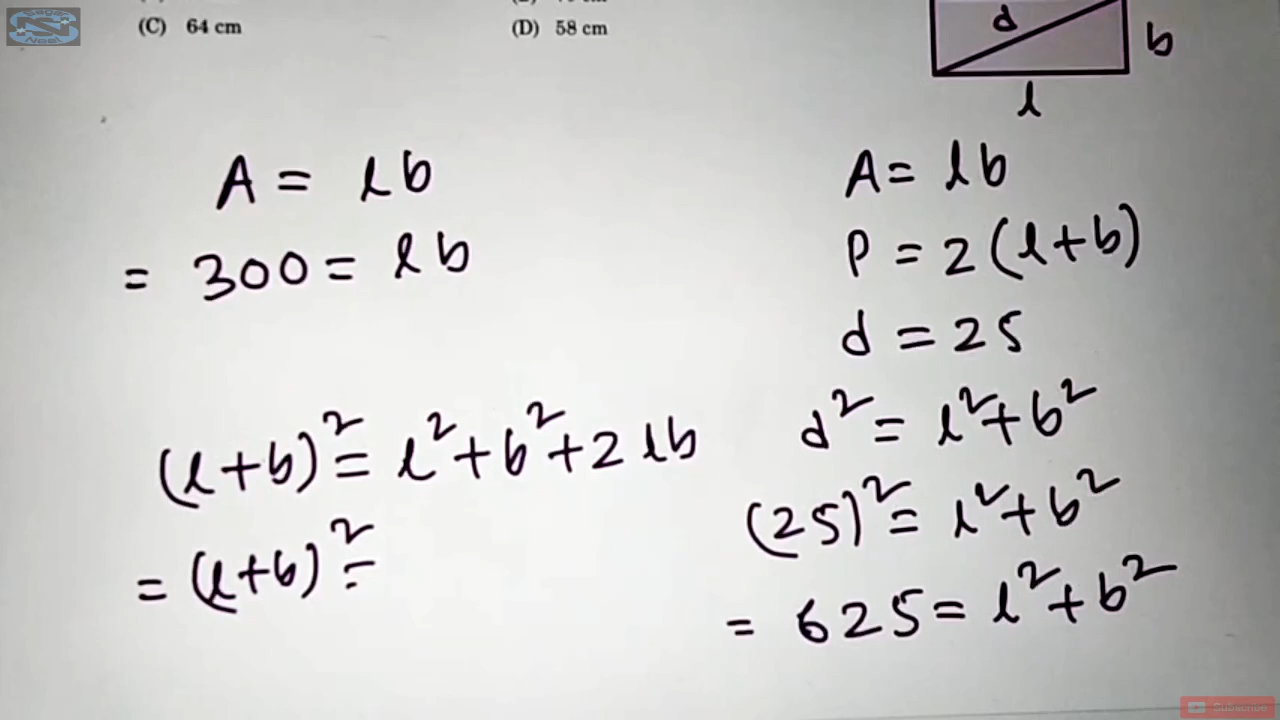 (C) 64 cm
(D) 58 cm
d
b
l
A = lb
= 300 = lb
(l+b)² = l² + b² + 2lb
= (l+b)² =
A = lb
P = 2(l+b)
d = 25
d² = l² + b²
(25)² = l² + b²
= 625 = l² + b²
Subscribe